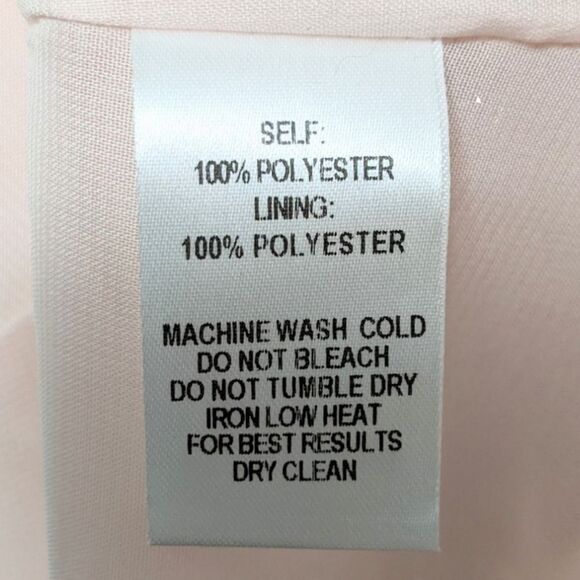 SELF:
100% POLYESTER
LINING:
100% POLYESTER
MACHINE WASH COLD
DO NOT BLEACH
DO NOT TUMBLE DRY
IRON LOW HEAT
FOR BEST RESULTS
DRY CLEAN